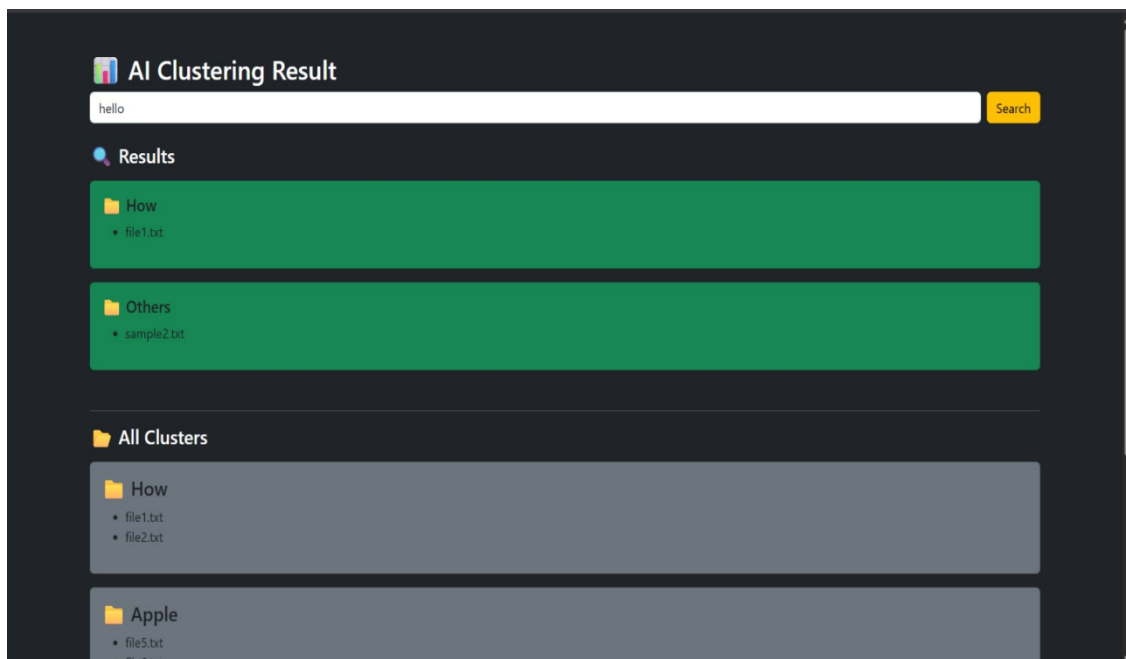 AI Clustering Result
hello
Search
Results
How
file1.txt
Others
sample2.txt
All Clusters
How
file1.txt
file2.txt
Apple
file5.txt